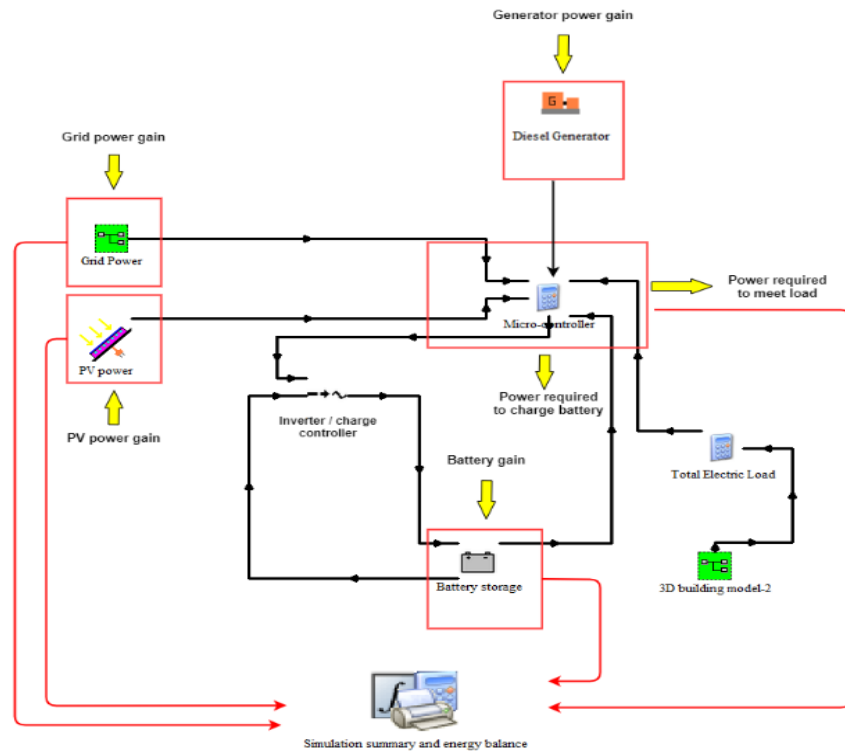 Generator power gain
G
Diesel Generator
Grid power gain
Grid Power
Power required
to meet load
Micro-controller
PV power
Power required
to charge battery
Inverter / charge
controller
PV power gain
Battery gain
Total Electric Load
Battery storage
3D building model-2
Simulation summary and energy balance